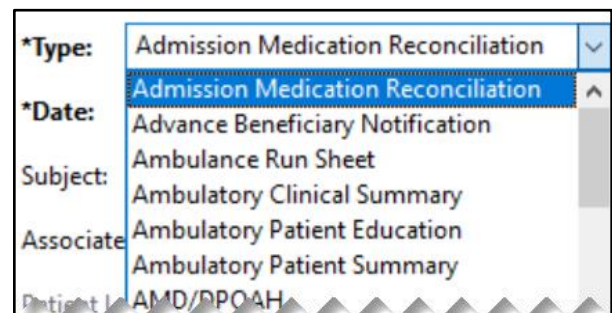 *Type: Admission Medication Reconciliation
Admission Medication Reconciliation
*Date:
Advance Beneficiary Notification
Ambulance Run Sheet
Subject:
Ambulatory Clinical Summary
Associate Ambulatory Patient Education
Ambulatory Patient Summary
Patient AMD/DPOAH